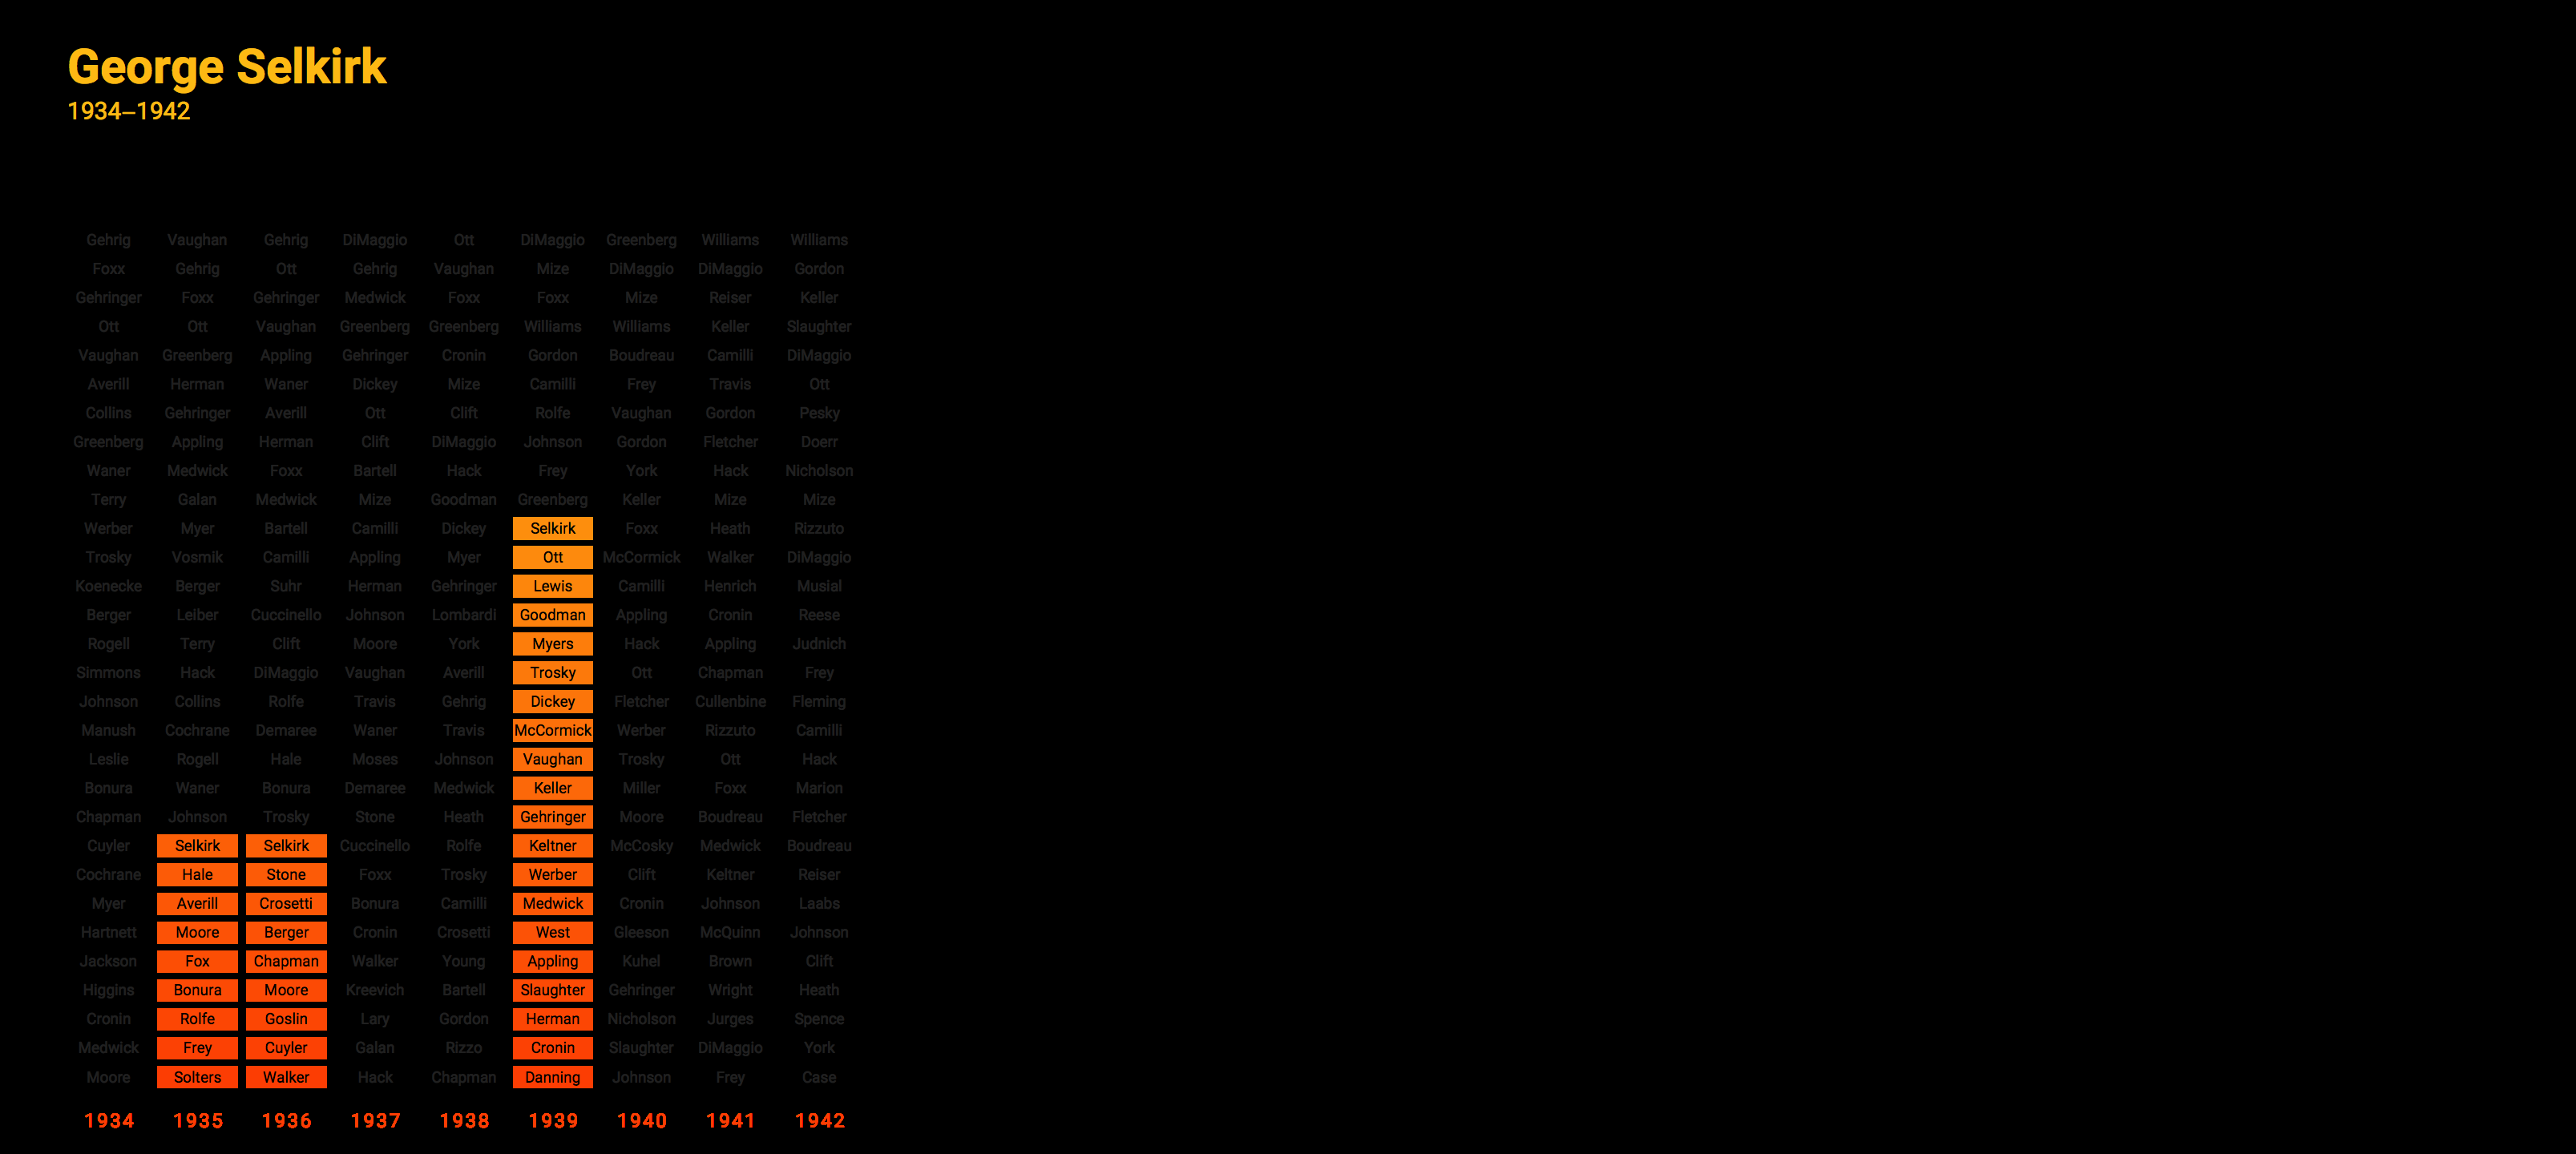 George Selkirk
1934–1942
Gehrig Vaughan Gehrig DiMaggio Ott DiMaggio Greenberg Williams Williams
Foxx Gehrig Ott Gehrig Vaughan Mize DiMaggio DiMaggio Gordon
Gehringer Foxx Gehringer Medwick Foxx Foxx Mize Reiser Keller
Ott Ott Vaughan Greenberg Greenberg Williams Williams Keller Slaughter
Vaughan Greenberg Appling Gehringer Cronin Gordon Boudreau Camilli DiMaggio
Averill Herman Waner Dickey Mize Camilli Frey Travis Ott
Collins Gehringer Averill Ott Clift Rolfe Vaughan Gordon Pesky
Greenberg Appling Herman Clift DiMaggio Johnson Gordon Fletcher Doerr
Waner Medwick Foxx Bartell Hack Frey York Hack Nicholson
Terry Galan Medwick Mize Goodman Greenberg Keller Mize Mize
Werber Myer Bartell Camilli Dickey Selkirk Foxx Heath Rizzuto
Trosky Vosmik Camilli Appling Myer Ott McCormick Walker DiMaggio
Koenecke Berger Suhr Herman Gehringer Lewis Camilli Henrich Musial
Berger Leiber Cuccinello Johnson Lombardi Goodman Appling Cronin Reese
Rogell Terry Clift Moore York Myers Hack Appling Judnich
Simmons Hack DiMaggio Vaughan Averill Trosky Ott Chapman Frey
Johnson Collins Rolfe Travis Gehrig Dickey Fletcher Cullenbine Fleming
Manush Cochrane Demaree Waner Travis McCormick Werber Rizzuto Camilli
Leslie Rogell Hale Moses Johnson Vaughan Trosky Ott Hack
Bonura Waner Bonura Demaree Medwick Keller Miller Foxx Marion
Chapman Johnson Trosky Stone Heath Gehringer Moore Boudreau Fletcher
Cuyler Selkirk Selkirk Cuccinello Rolfe Keltner McCosky Medwick Boudreau
Cochrane Hale Stone Foxx Trosky Werber Clift Keltner Reiser
Myer Averill Crosetti Bonura Camilli Medwick Cronin Johnson Laabs
Hartnett Moore Berger Cronin Crosetti West Gleeson McQuinn Johnson
Jackson Fox Chapman Walker Young Appling Kuhel Brown Clift
Higgins Bonura Moore Kreevich Bartell Slaughter Gehringer Wright Heath
Cronin Rolfe Goslin Lary Gordon Herman Nicholson Jurges Spence
Medwick Frey Cuyler Galan Rizzo Cronin Slaughter DiMaggio York
Moore Solters Walker Hack Chapman Danning Johnson Frey Case
1934 1935 1936 1937 1938 1939 1940 1941 1942